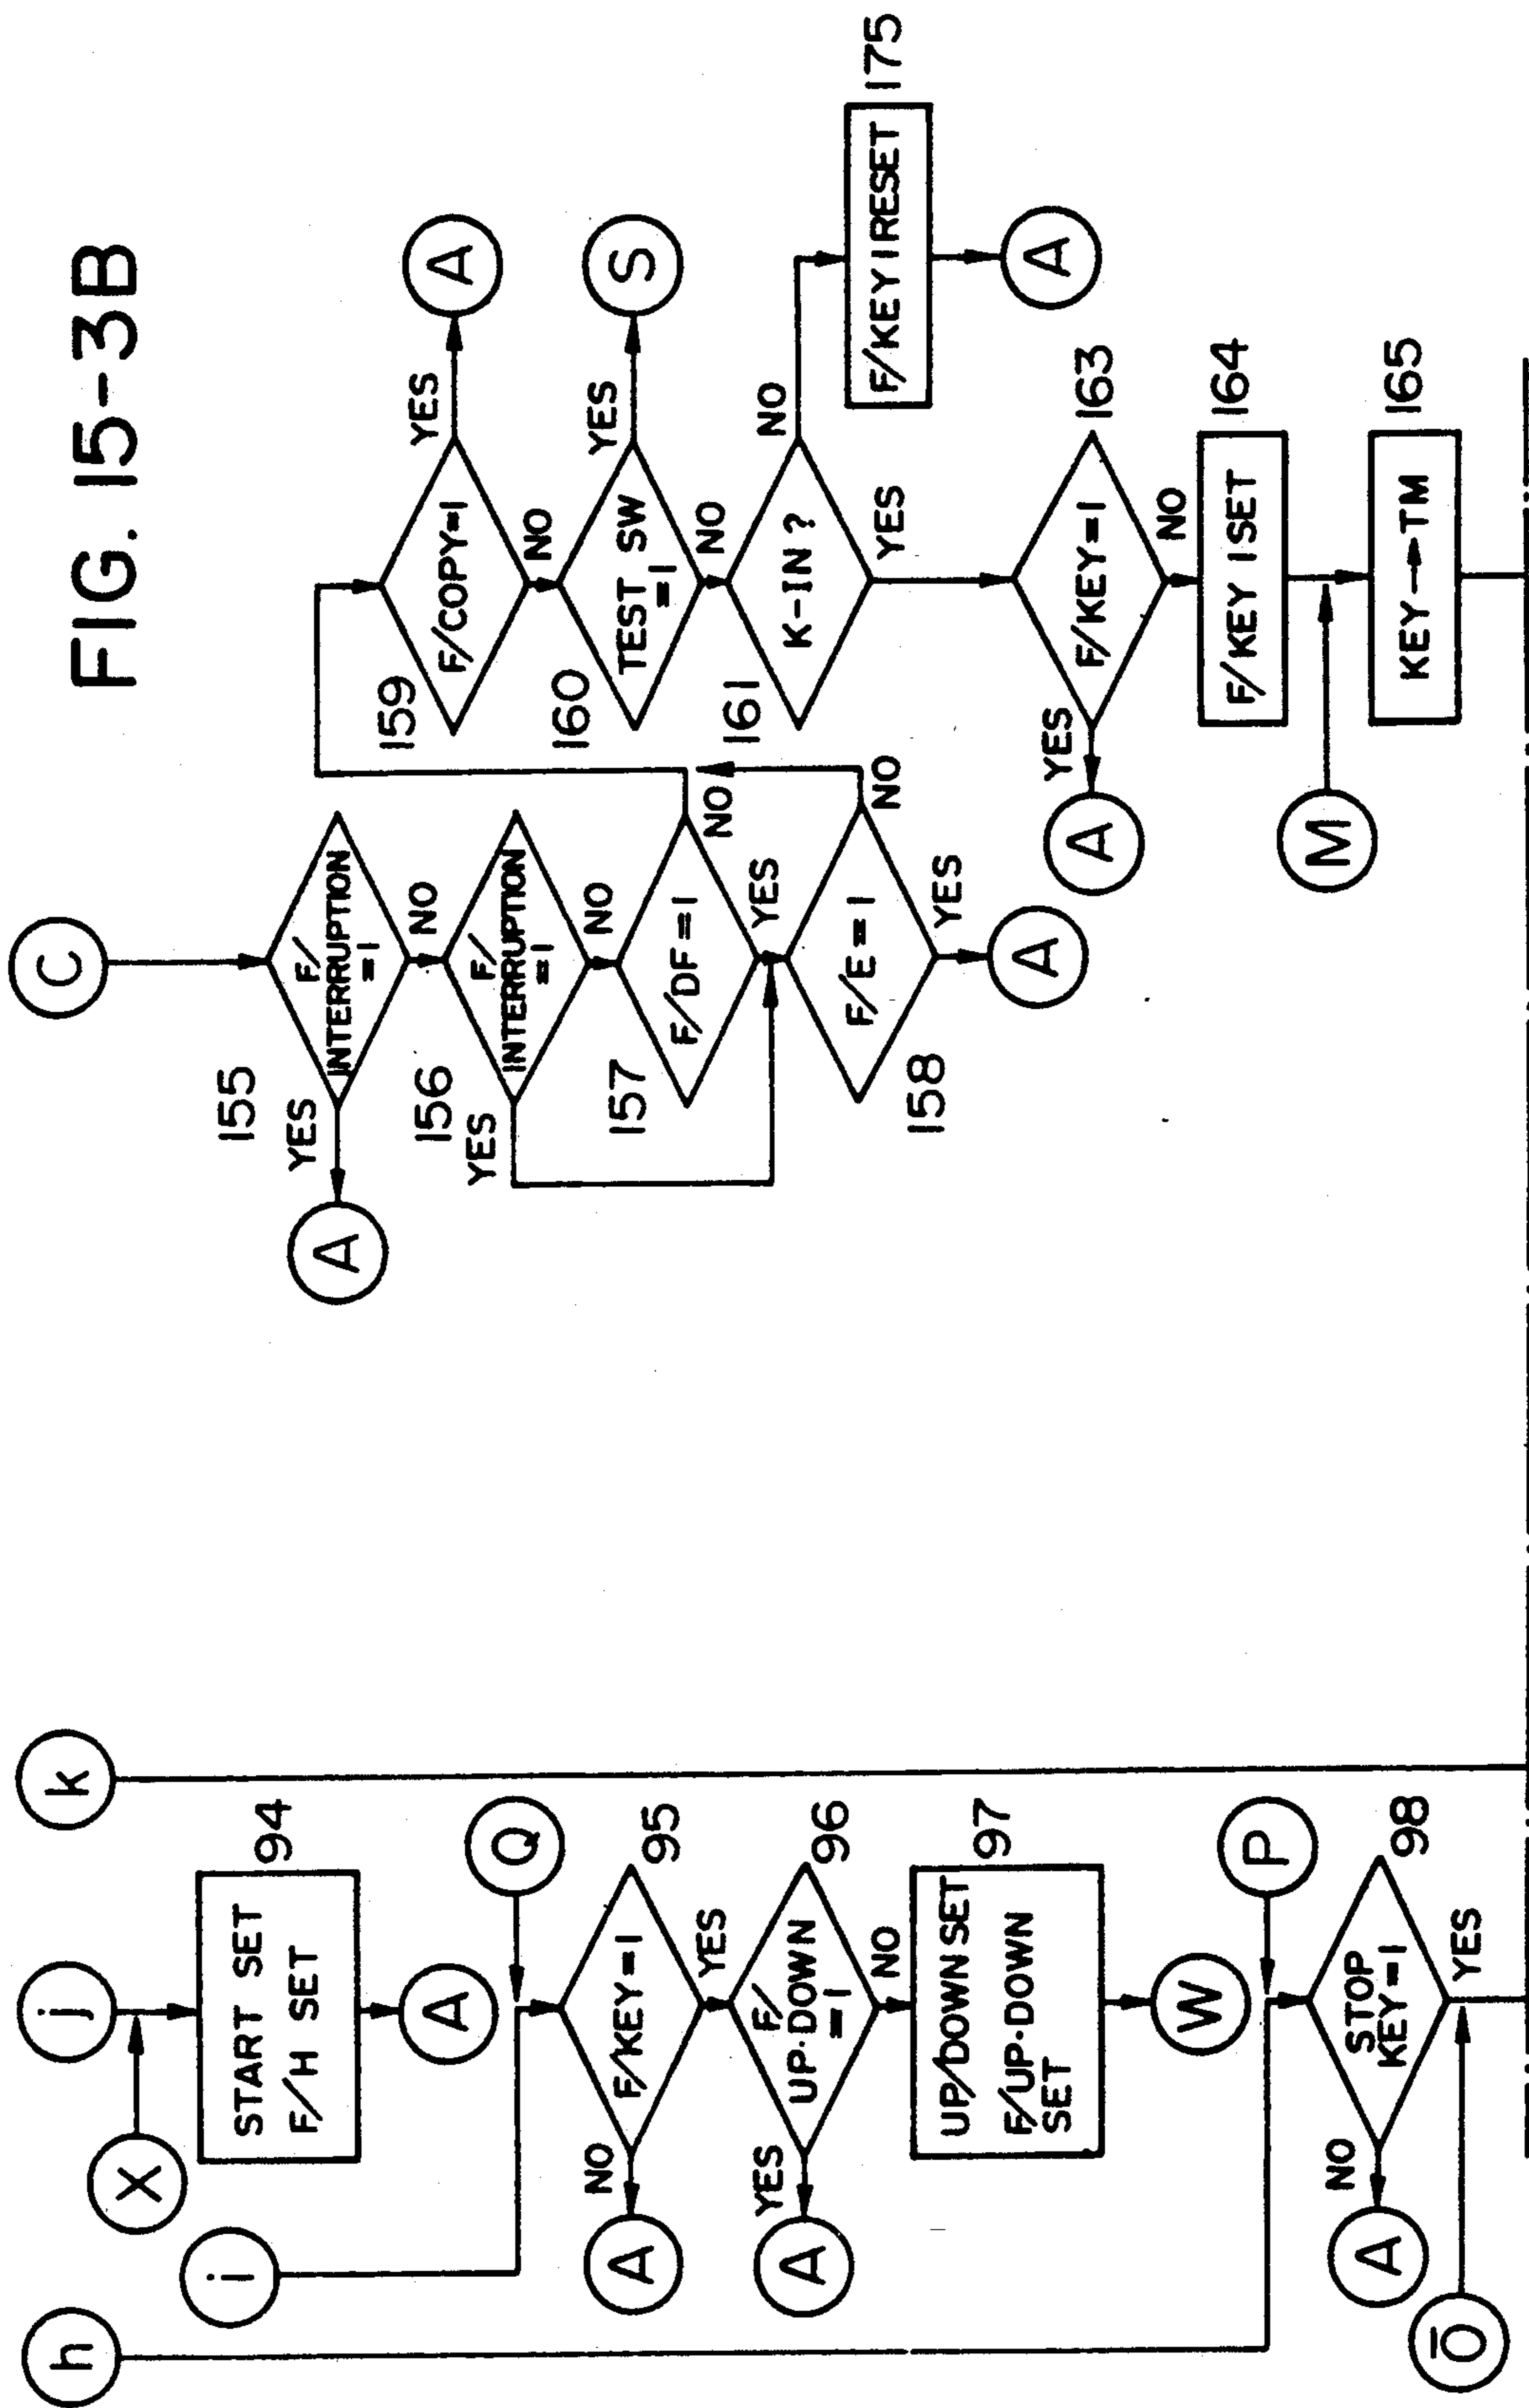 FIG. 15-3B
h
i
j
X
START SET
F/H SET
94
A
k
Q
F/KEY=1
95
NO
A
YES
F/
UP·DOWN
=1
96
YES
A
NO
UP/DOWN SET
F/UP·DOWN
SET
97
W
P
STOP
KEY=1
98
NO
A
YES
O̅
C
155
F/
INTERRUPTION
=1
YES
A
NO
156
F/
INTERRUPTION
=1
YES
NO
157
F/DF=1
NO
YES
158
F/E=1
NO
YES
A
159
F/COPY=1
YES
A
NO
160
TEST SW
=1
YES
S
NO
161
K-IN?
NO
F/KEY 1 RESET
175
A
YES
F/KEY=1
163
YES
A
NO
F/KEY 1 SET
164
M
KEY→TM
165